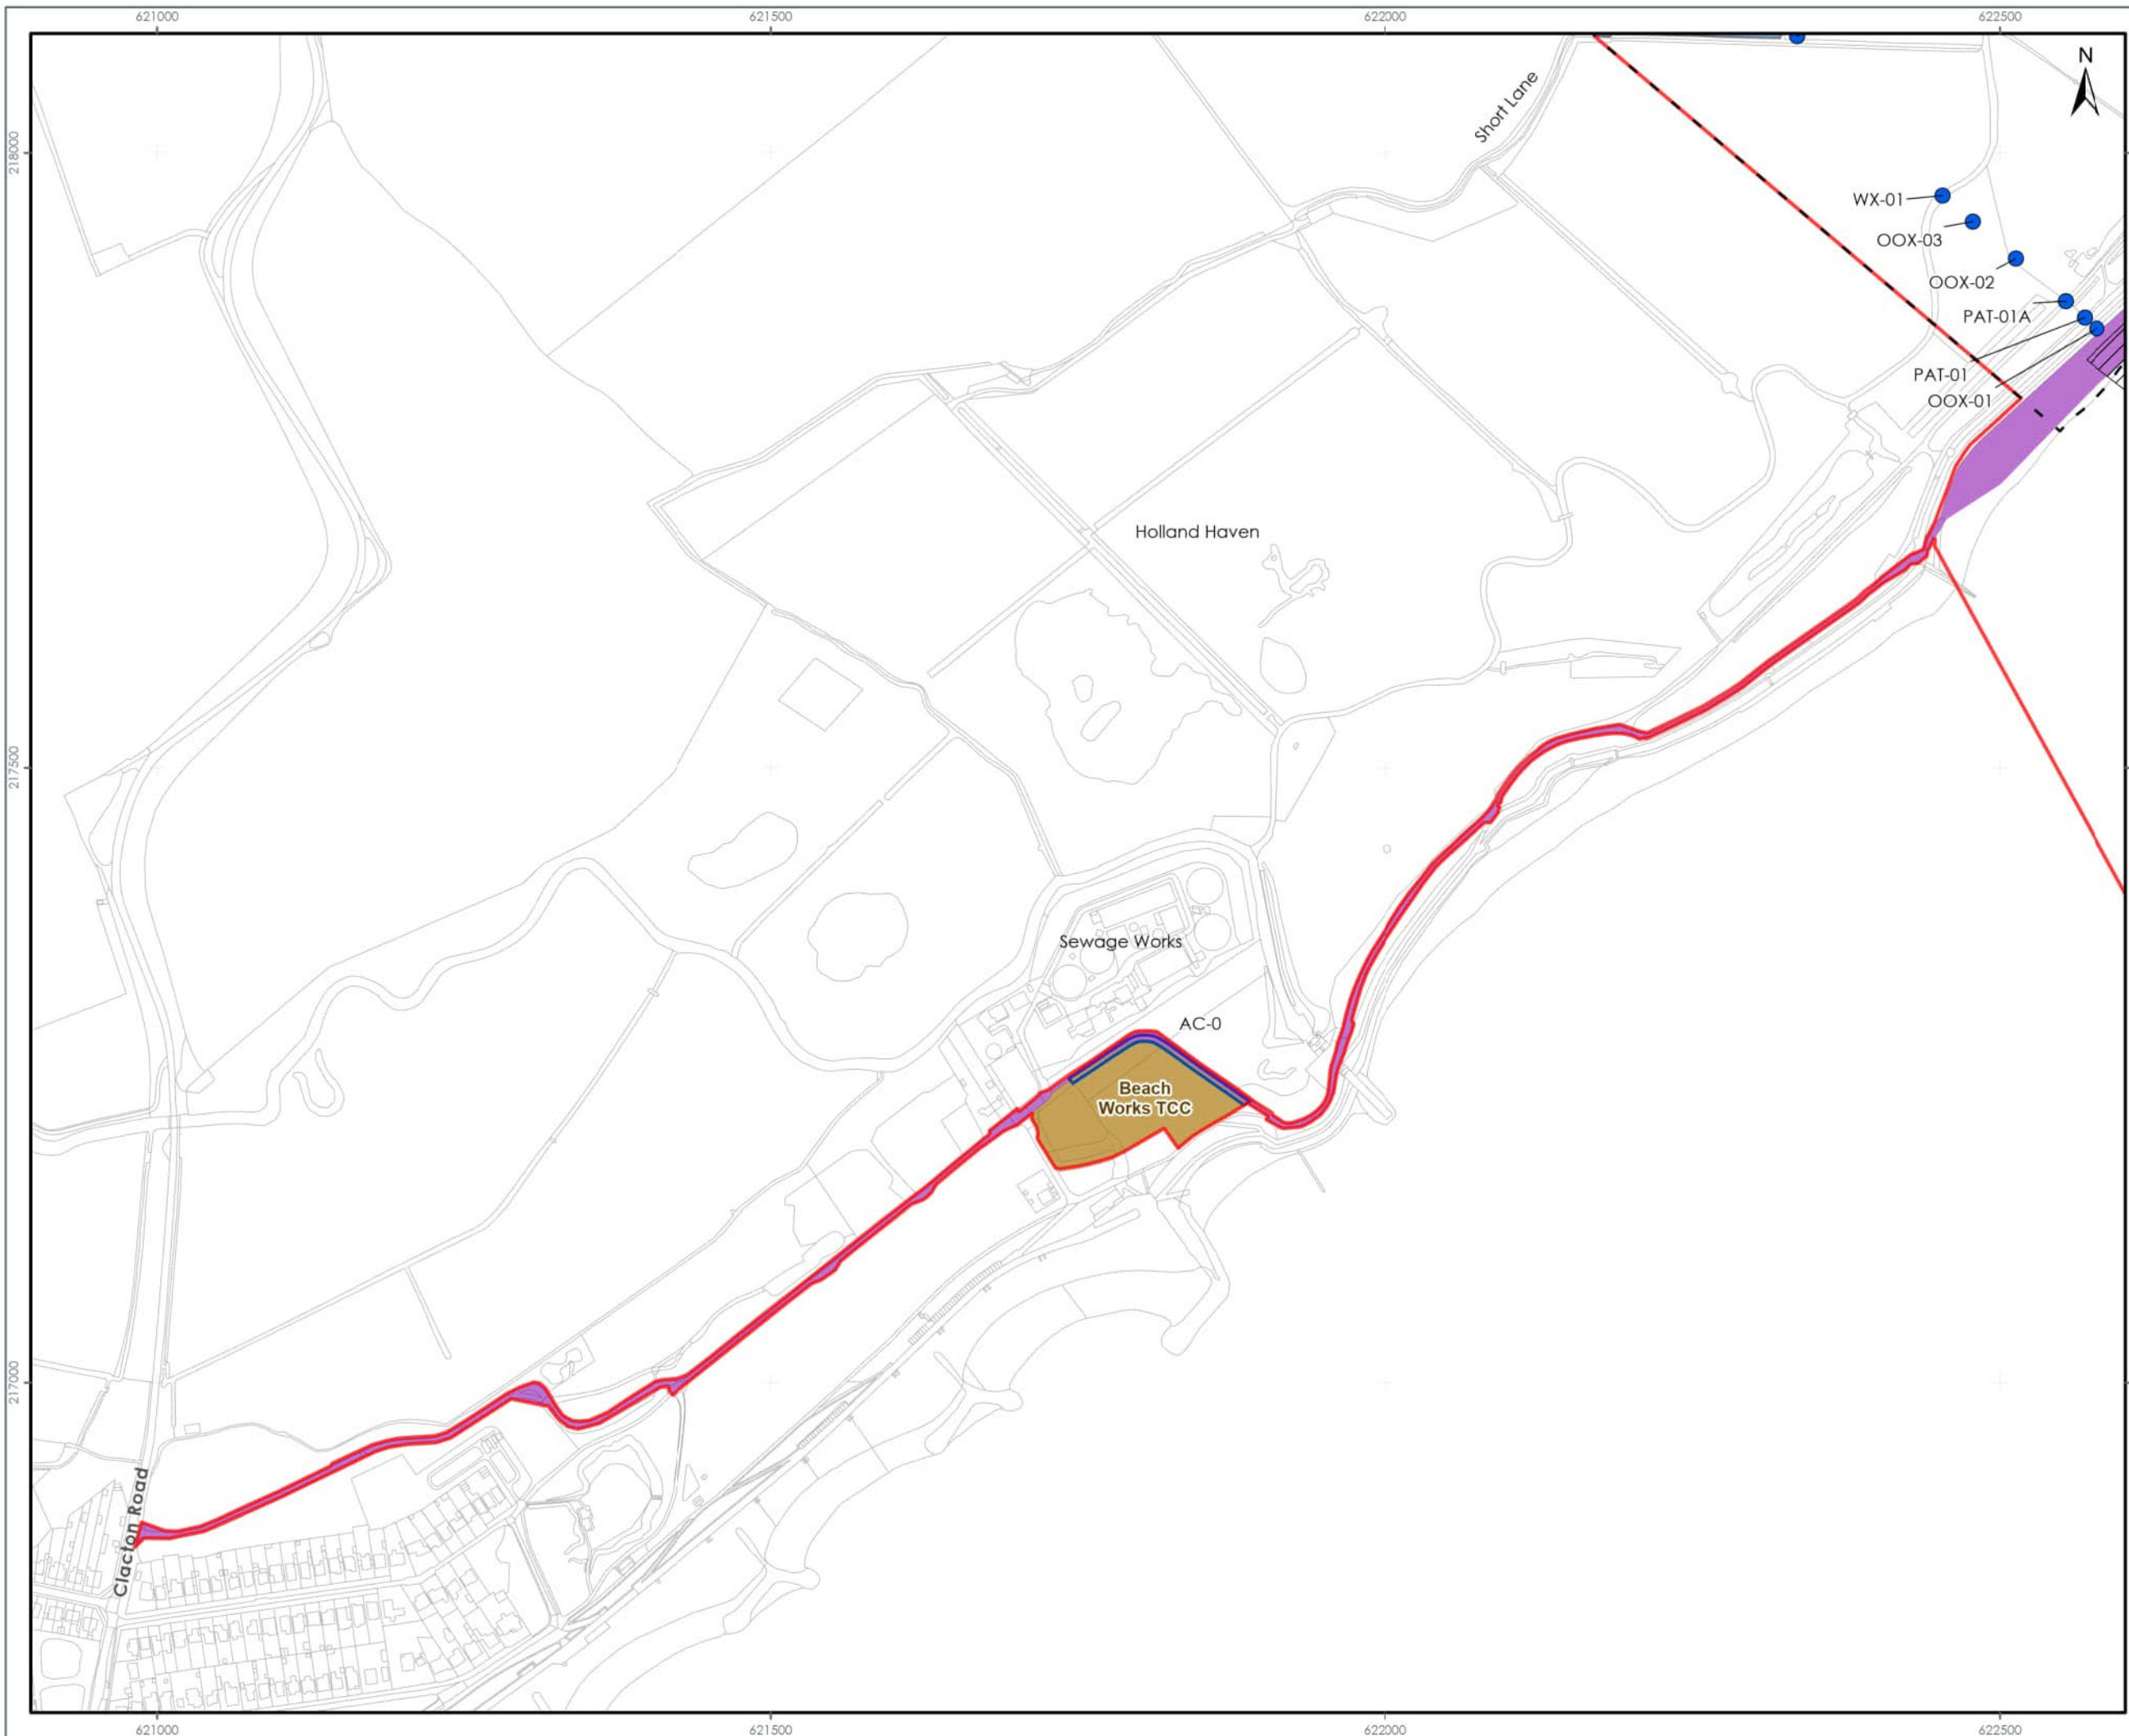 621000
621500
622000
622500
N
218000
Short Lane
WX-01
OOX-03
OOX-02
PAT-01A
PAT-01
OOX-01
Holland Haven
217500
Sewage Works
AC-0
Beach
Works TCC
217000
Clacton Road
621000
621500
622000
622500